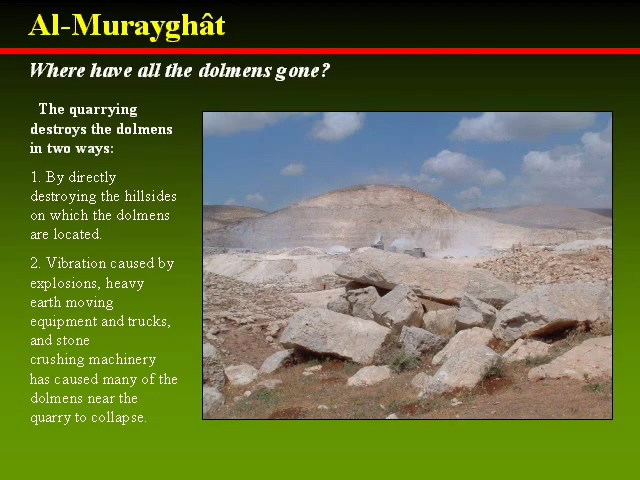 Al-Murayghât
Where have all the dolmens gone?
The quarrying
destroys the dolmens
in two ways:
1. By directly
destroying the hillsides
on which the dolmens
are located.
2. Vibration caused by
explosions, heavy
earth moving
equipment and trucks,
and stone
crushing machinery
has caused many of the
dolmens near the
quarry to collapse.